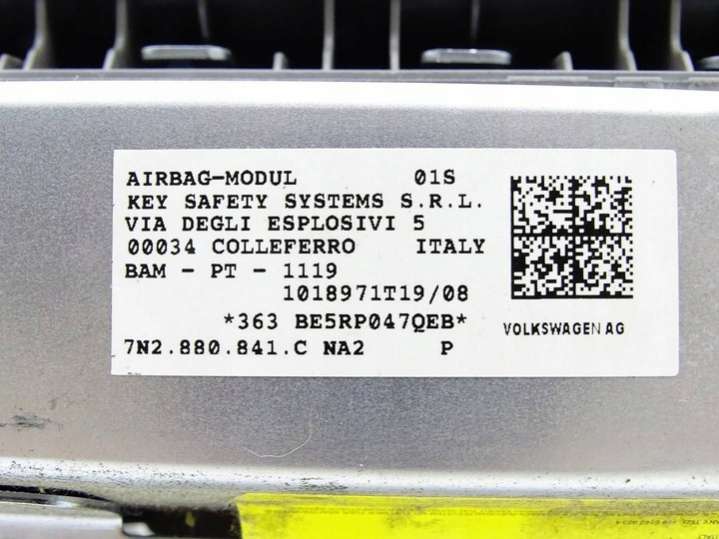 AIRBAG-MODUL 01S
KEY SAFETY SYSTEMS S.R.L.
VIA DEGLI ESPLOSIVI 5
00034 COLLEFERRO ITALY
BAM - PT - 1119
1018971T19/08
*363 BE5RP047QEB*
VOLKSWAGEN AG
7N2.880.841.C NA2 P